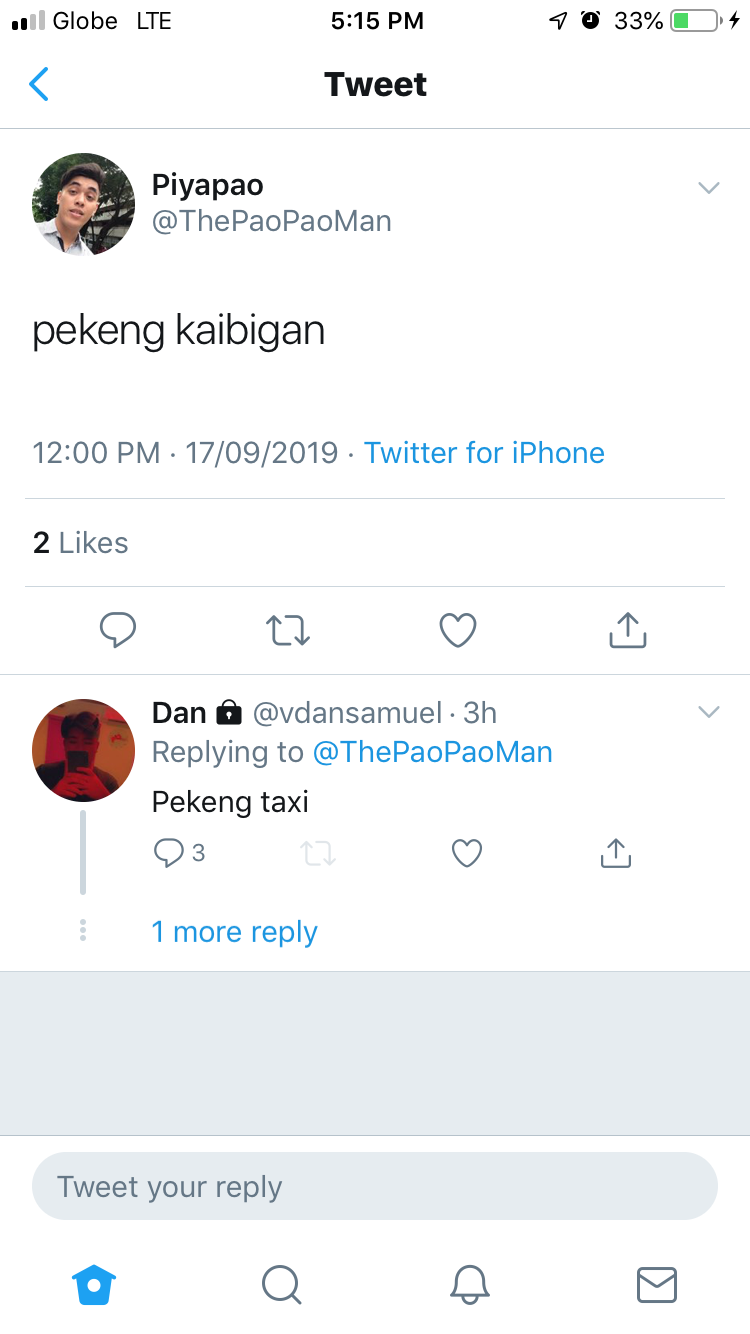 Globe LTE 5:15 PM 33%
Tweet
Piyapao
@ThePaoPaoMan
pekeng kaibigan
12:00 PM · 17/09/2019 · Twitter for iPhone
2 Likes
Dan @vdansamuel · 3h
Replying to @ThePaoPaoMan
Pekeng taxi
3
1 more reply
Tweet your reply